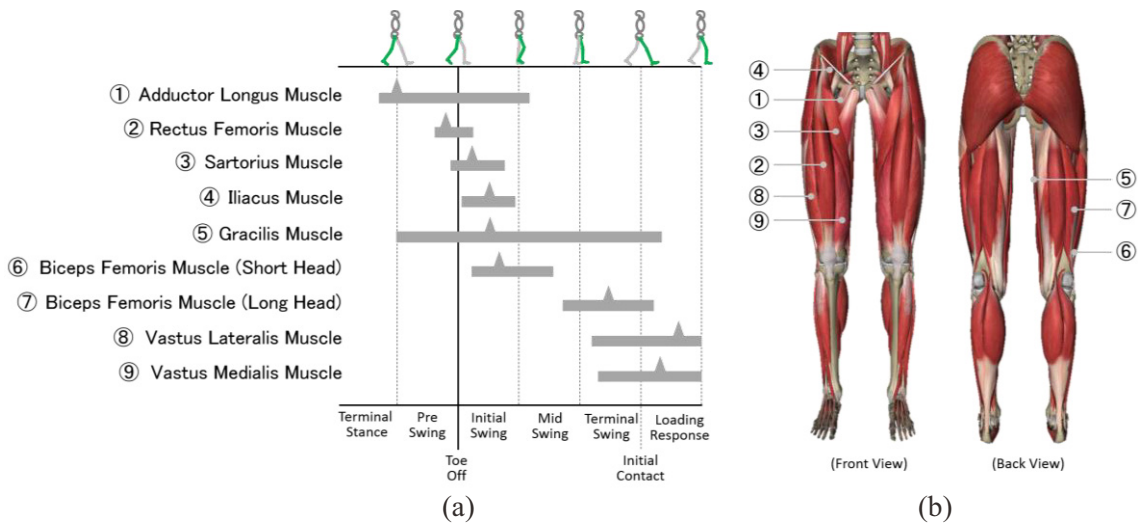 ① Adductor Longus Muscle
② Rectus Femoris Muscle
③ Sartorius Muscle
④ Iliacus Muscle
⑤ Gracilis Muscle
⑥ Biceps Femoris Muscle (Short Head)
⑦ Biceps Femoris Muscle (Long Head)
⑧ Vastus Lateralis Muscle
⑨ Vastus Medialis Muscle
Terminal
Stance
Pre
Swing
Initial
Swing
Mid
Swing
Terminal
Swing
Loading
Response
Toe
Off
Initial
Contact
(a)
④
①
③
②
⑧
⑨
⑤
⑦
⑥
(Front View)
(Back View)
(b)